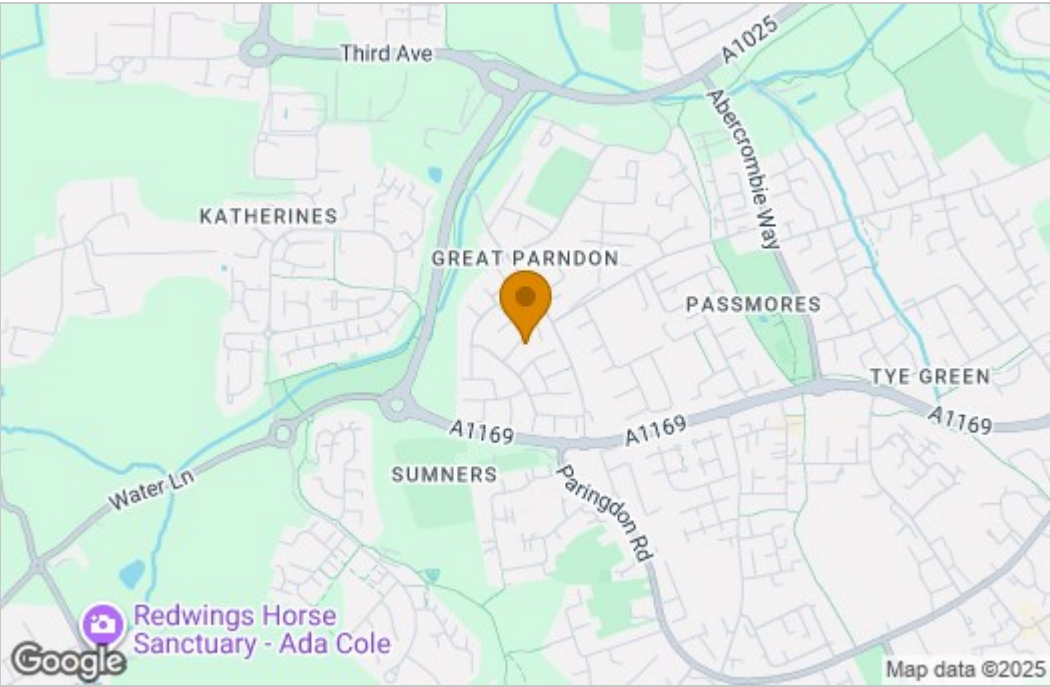 Third Ave
A1025
Abercrombie Way
KATHERINES
GREAT PARNDON
PASSMORES
TYE GREEN
A1169
A1169
A1169
SUMNERS
Water Ln
Paringdon Rd
Redwings Horse
Sanctuary - Ada Cole
Google
Map data ©2025